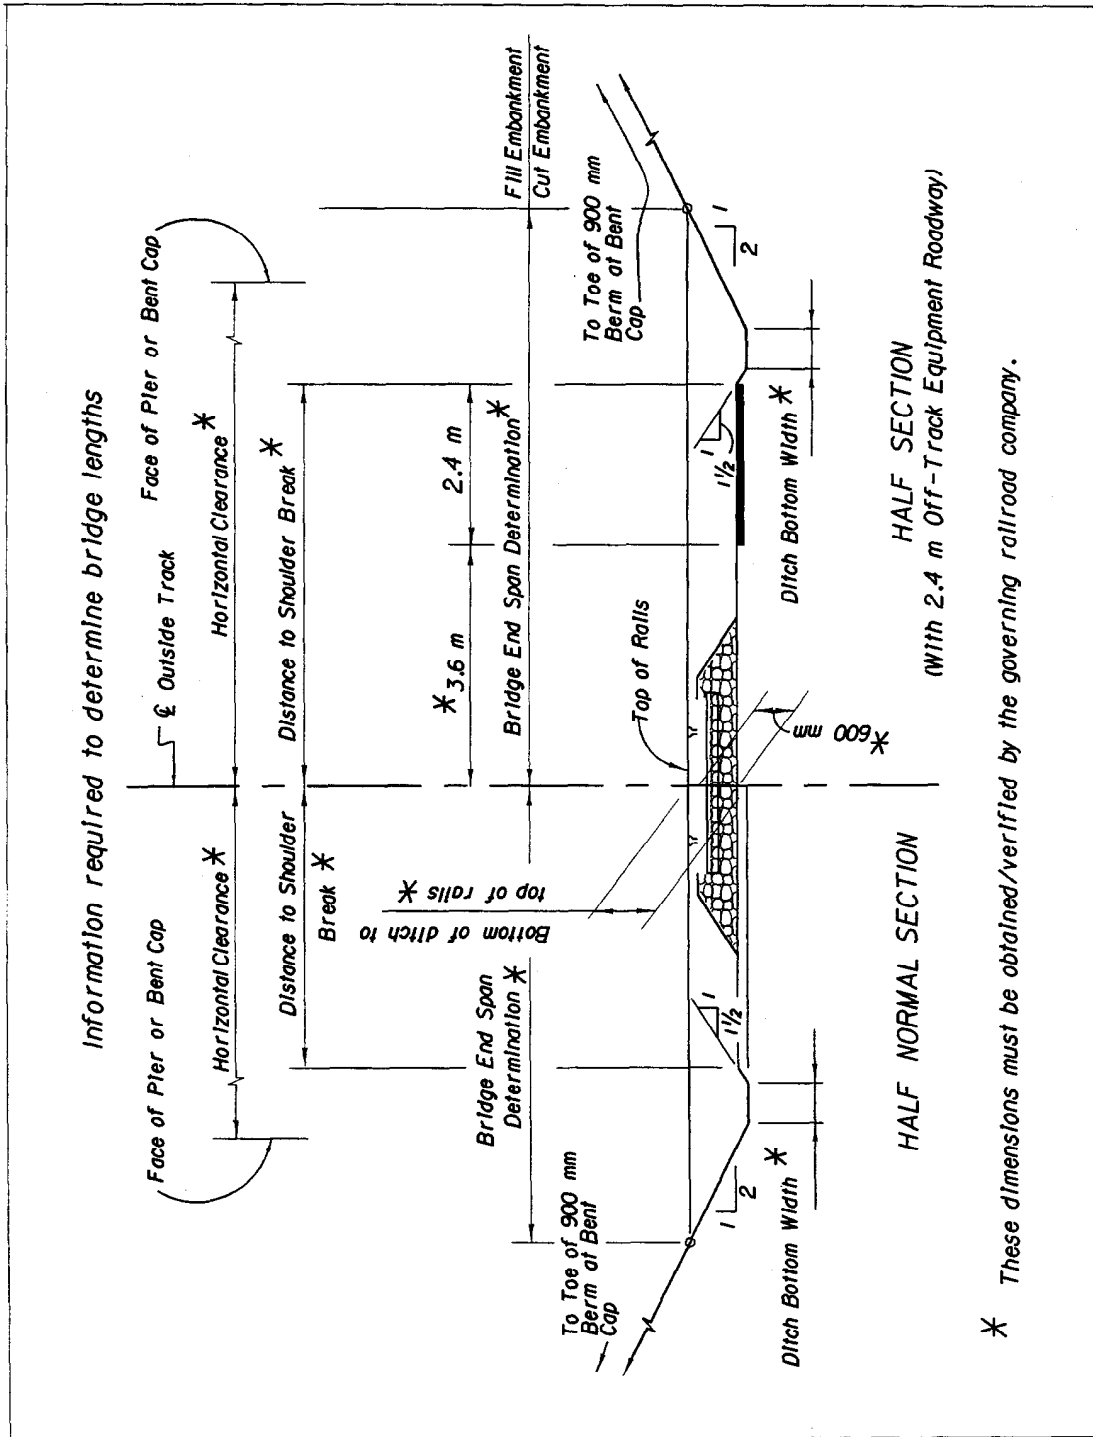 Information required to determine bridge lengths
℄ Outside Track
Face of Pier or Bent Cap
Face of Pier or Bent Cap
Horizontal Clearance *
Horizontal Clearance *
Distance to Shoulder
Break *
Distance to Shoulder Break *
Bottom of ditch to
top of rails *
* 3.6 m
2.4 m
Bridge End Span
Determination *
Bridge End Span Determination *
Fill Embankment
Cut Embankment
To Toe of 900 mm
Berm at Bent
Cap
To Toe of 900 mm
Berm at Bent
Cap
Top of Rails
1
2
1
1½
1
1½
1
2
*600 mm
Ditch Bottom Width *
Ditch Bottom Width *
HALF NORMAL SECTION
HALF SECTION
(With 2.4 m Off-Track Equipment Roadway)
* These dimensions must be obtained/verified by the governing railroad company.